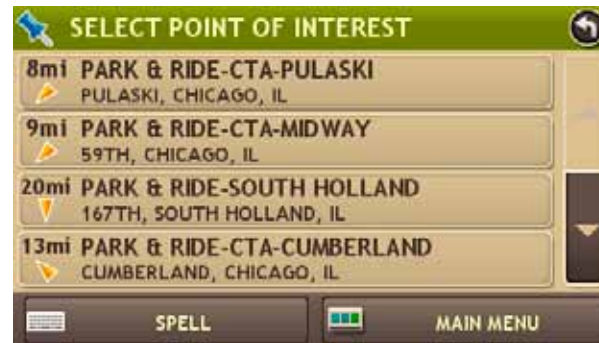 SELECT POINT OF INTEREST
8mi PARK & RIDE-CTA-PULASKI
PULASKI, CHICAGO, IL
9mi PARK & RIDE-CTA-MIDWAY
59TH, CHICAGO, IL
20mi PARK & RIDE-SOUTH HOLLAND
167TH, SOUTH HOLLAND, IL
13mi PARK & RIDE-CTA-CUMBERLAND
CUMBERLAND, CHICAGO, IL
SPELL MAIN MENU